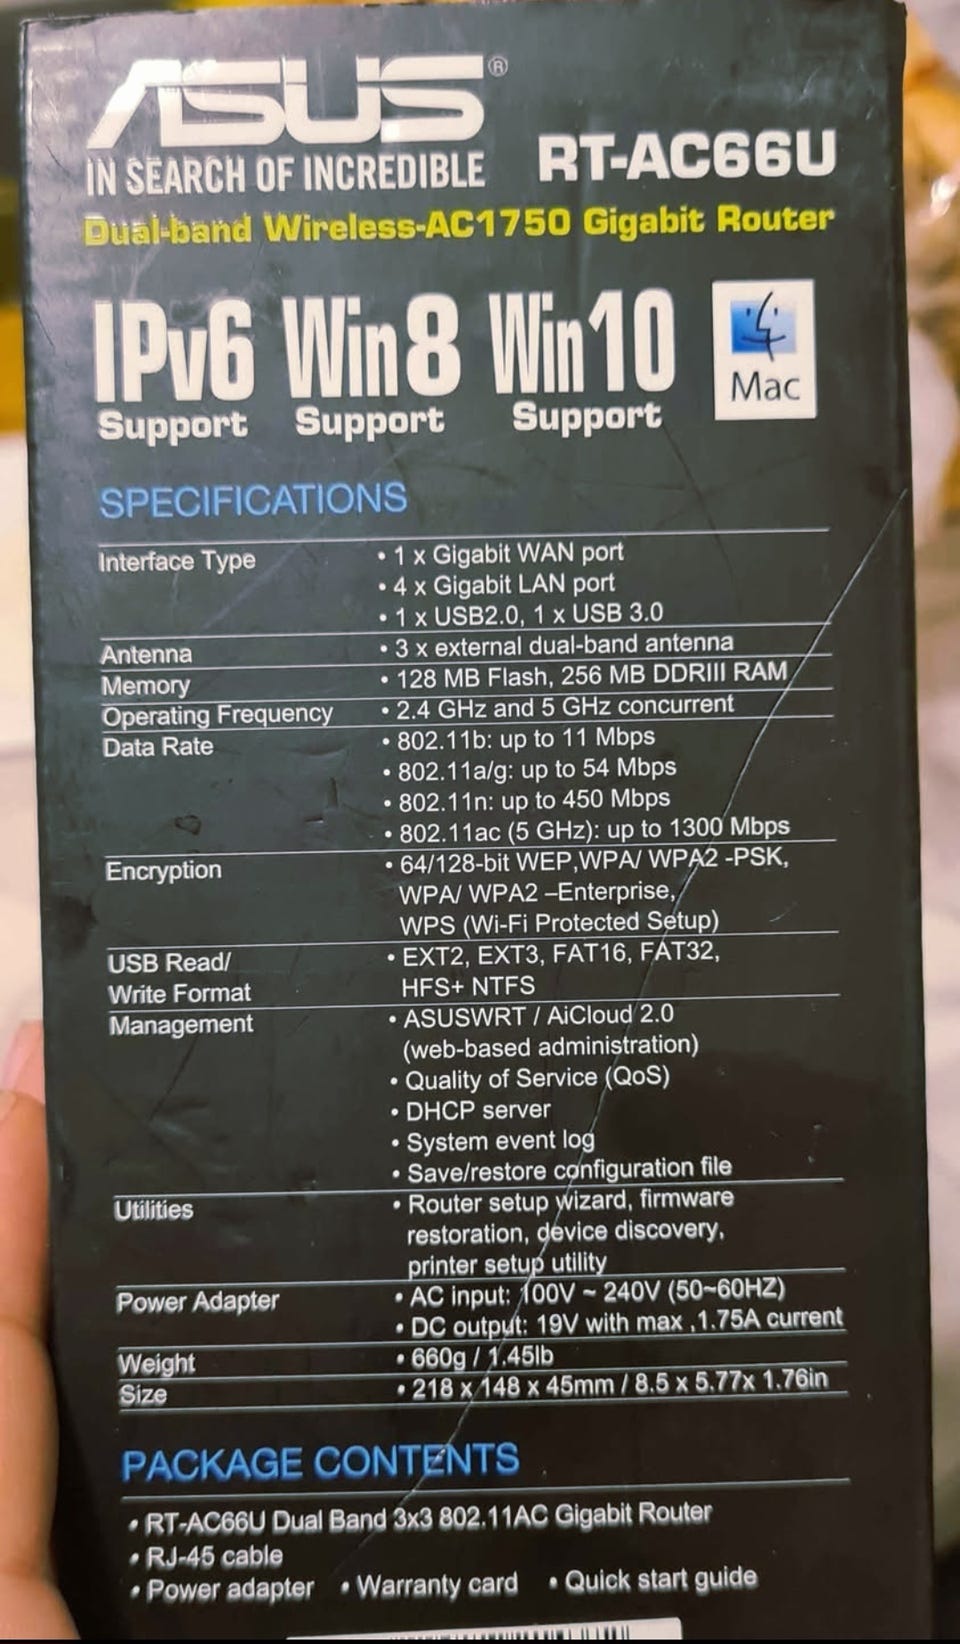 ASUS®
IN SEARCH OF INCREDIBLE
RT-AC66U
Dual-band Wireless-AC1750 Gigabit Router
IPv6 Support
Win8 Support
Win10 Support
Mac
SPECIFICATIONS
Interface Type • 1 x Gigabit WAN port
• 4 x Gigabit LAN port
• 1 x USB2.0, 1 x USB 3.0
Antenna • 3 x external dual-band antenna
Memory • 128 MB Flash, 256 MB DDRIII RAM
Operating Frequency • 2.4 GHz and 5 GHz concurrent
Data Rate • 802.11b: up to 11 Mbps
• 802.11a/g: up to 54 Mbps
• 802.11n: up to 450 Mbps
• 802.11ac (5 GHz): up to 1300 Mbps
Encryption • 64/128-bit WEP,WPA/ WPA2 -PSK,
WPA/ WPA2 –Enterprise,
WPS (Wi-Fi Protected Setup)
USB Read/ • EXT2, EXT3, FAT16, FAT32,
Write Format HFS+ NTFS
Management • ASUSWRT / AiCloud 2.0
(web-based administration)
• Quality of Service (QoS)
• DHCP server
• System event log
• Save/restore configuration file
Utilities • Router setup wizard, firmware
restoration, device discovery,
printer setup utility
Power Adapter • AC input: 100V ~ 240V (50~60HZ)
• DC output: 19V with max ,1.75A current
Weight • 660g / 1.45lb
Size • 218 x 148 x 45mm / 8.5 x 5.77x 1.76in
PACKAGE CONTENTS
• RT-AC66U Dual Band 3x3 802.11AC Gigabit Router
• RJ-45 cable
• Power adapter • Warranty card • Quick start guide